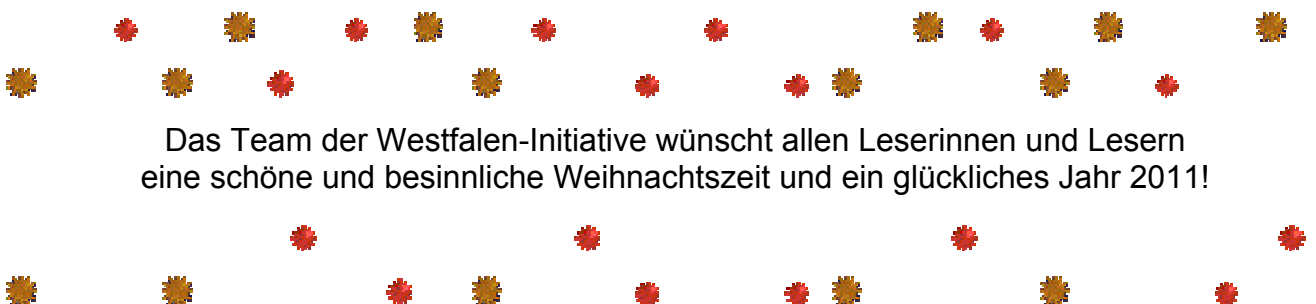 Das Team der Westfalen-Initiative wünscht allen Leserinnen und Lesern
eine schöne und besinnliche Weihnachtszeit und ein glückliches Jahr 2011!